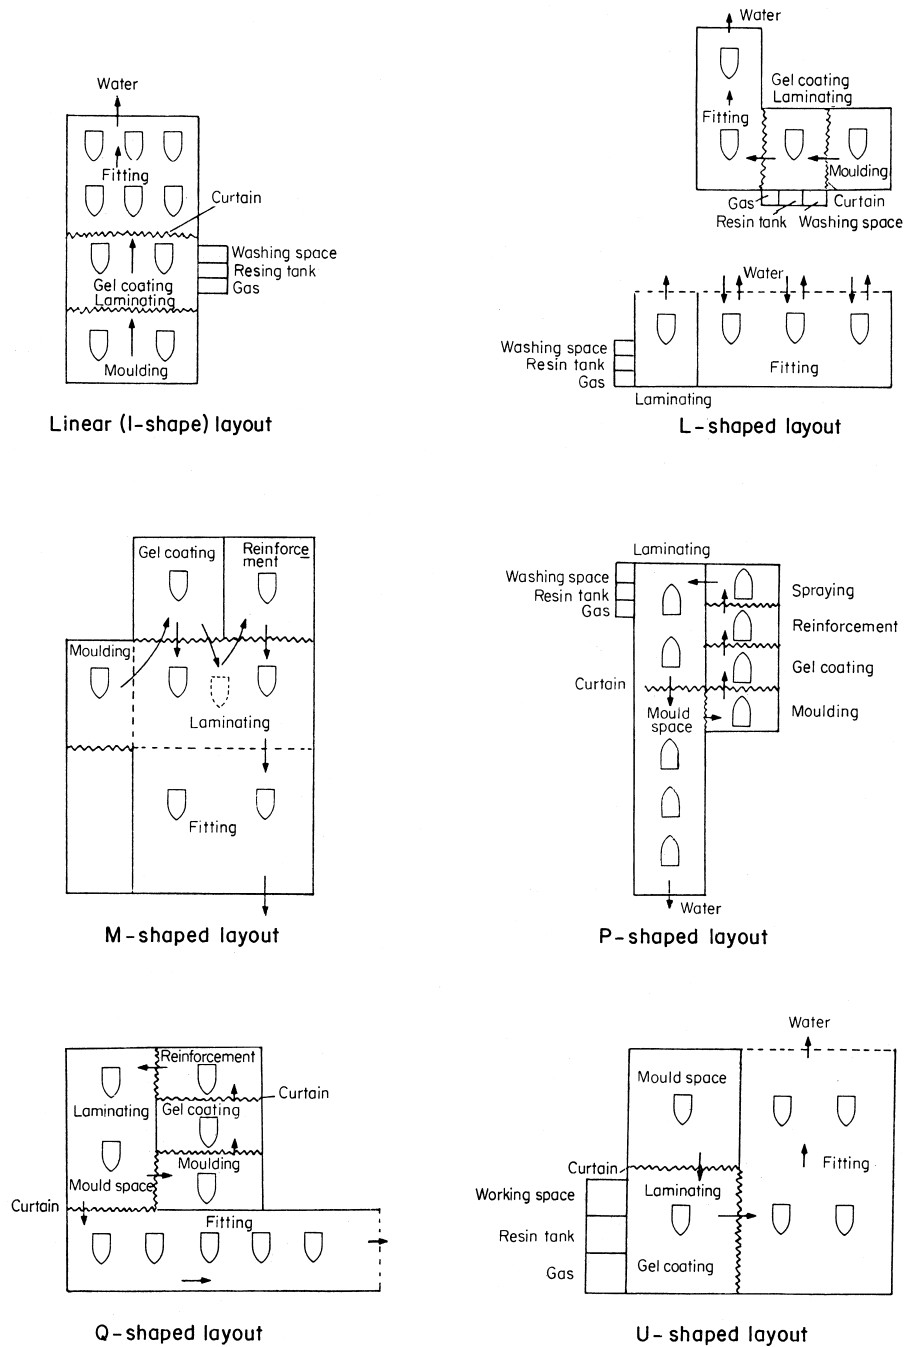 Water
Fitting
Curtain
Washing space
Resing tank
Gas
Gel coating
Laminating
Moulding
Linear (I-shape) layout
Water
Gel coating
Laminating
Fitting
Moulding
Gas
Curtain
Resin tank
Washing space
Water
Washing space
Resin tank
Gas
Fitting
Laminating
L-shaped layout
Gel coating
Reinforce
ment
Moulding
Laminating
Fitting
M-shaped layout
Laminating
Washing space
Resin tank
Gas
Spraying
Reinforcement
Gel coating
Curtain
Mould
space
Moulding
Water
P-shaped layout
Reinforcement
Laminating
Curtain
Gel coating
Moulding
Mould space
Curtain
Fitting
Q-shaped layout
Water
Mould space
Curtain
Fitting
Working space
Laminating
Resin tank
Gas
Gel coating
U-shaped layout